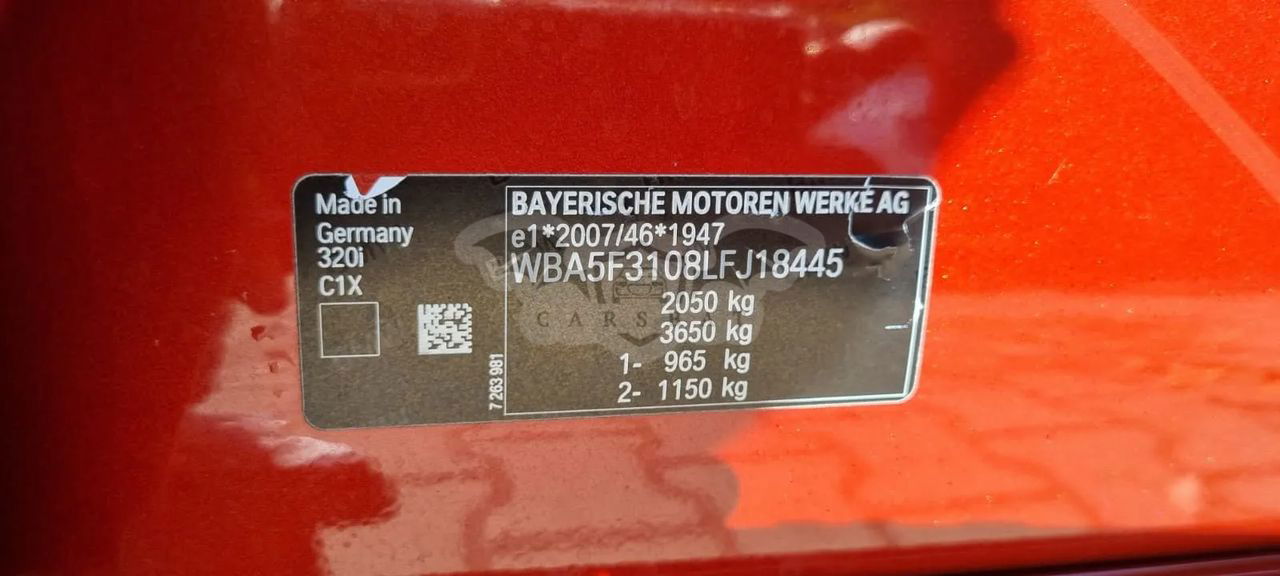 Made in
Germany
320i
C1X
7 263 981
BAYERISCHE MOTOREN WERKE AG
e1*2007/46*1947
WBA5F3108LFJ18445
2050 kg
3650 kg
1- 965 kg
2- 1150 kg
CARS